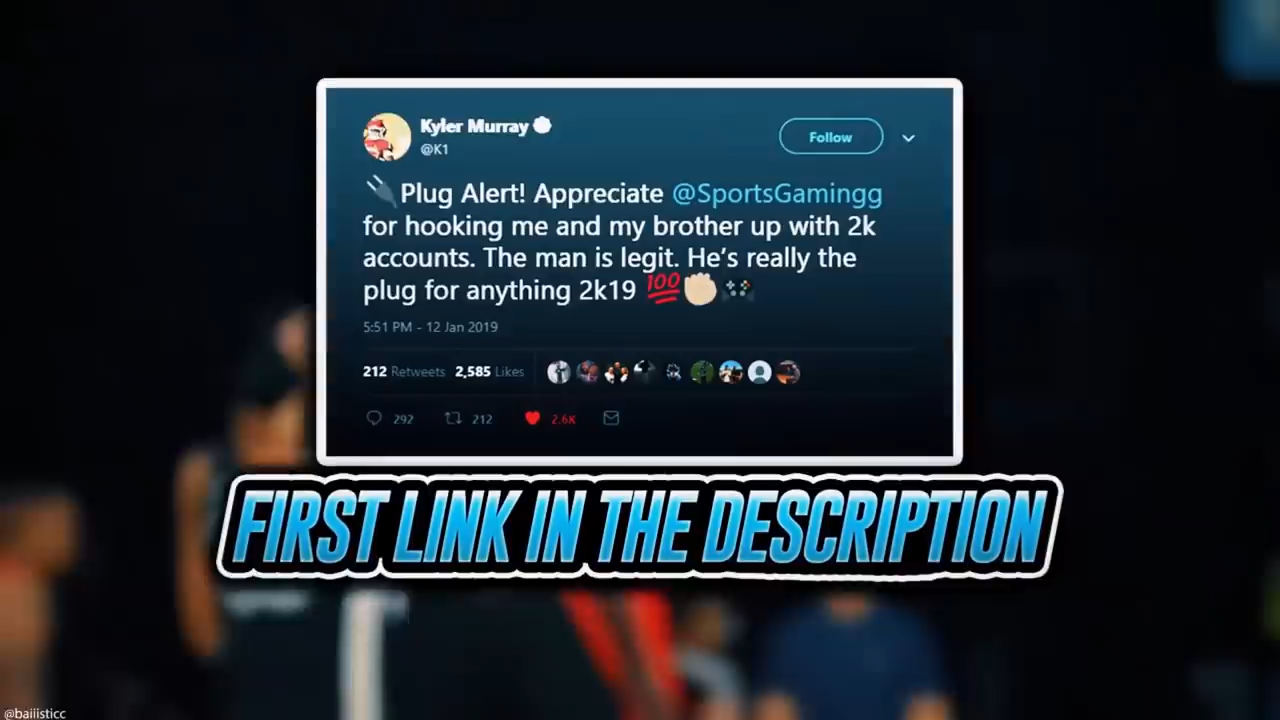 Kyler Murray
@K1
Follow
Plug Alert! Appreciate @SportsGamingg
for hooking me and my brother up with 2k
accounts. The man is legit. He's really the
plug for anything 2k19 💯✊🏻🎮
5:51 PM - 12 Jan 2019
212 Retweets 2,585 Likes
292 212 2.6K
FIRST LINK IN THE DESCRIPTION
@baiiisticc